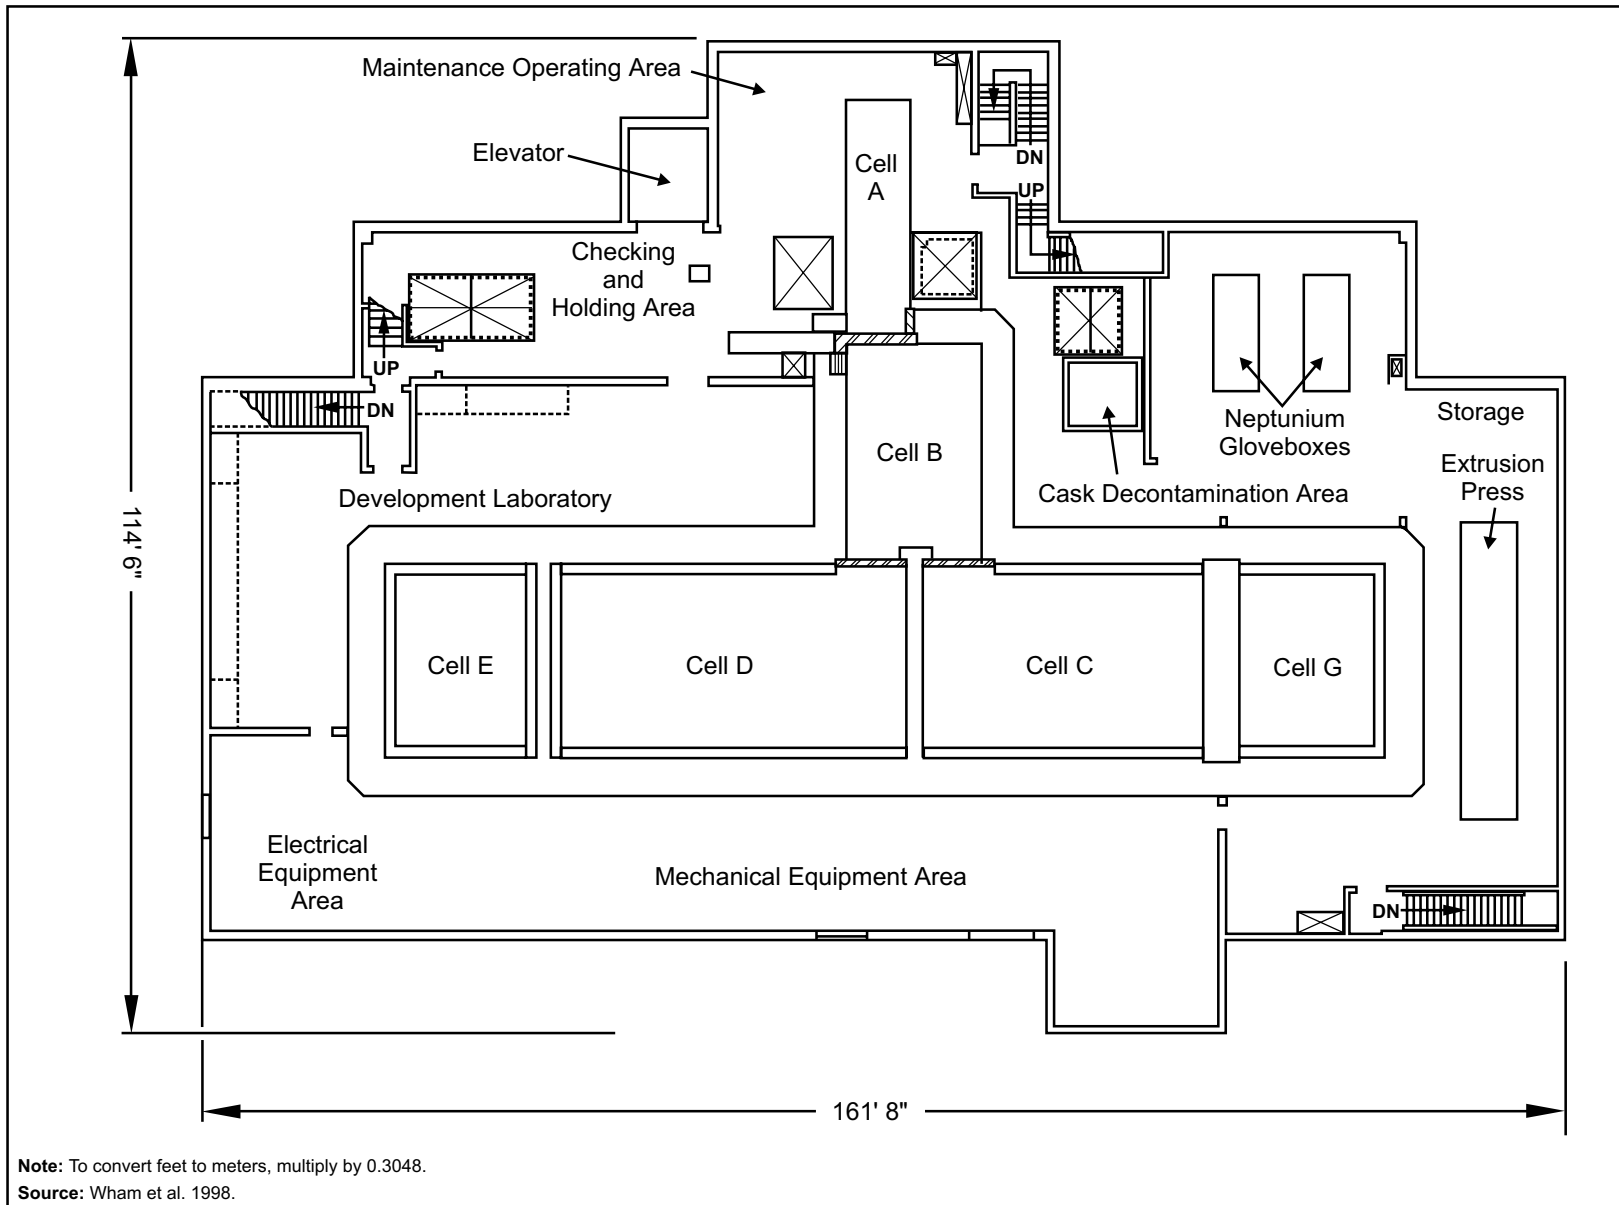 Maintenance Operating Area
Elevator
Cell
A
DN
UP
Checking
and
Holding Area
UP
DN
Neptunium
Gloveboxes
Storage
Cell B
Extrusion
Press
Development Laboratory
Cask Decontamination Area
114' 6"
Cell E
Cell D
Cell C
Cell G
Electrical
Equipment
Area
Mechanical Equipment Area
DN
161' 8"
Note: To convert feet to meters, multiply by 0.3048.
Source: Wham et al. 1998.